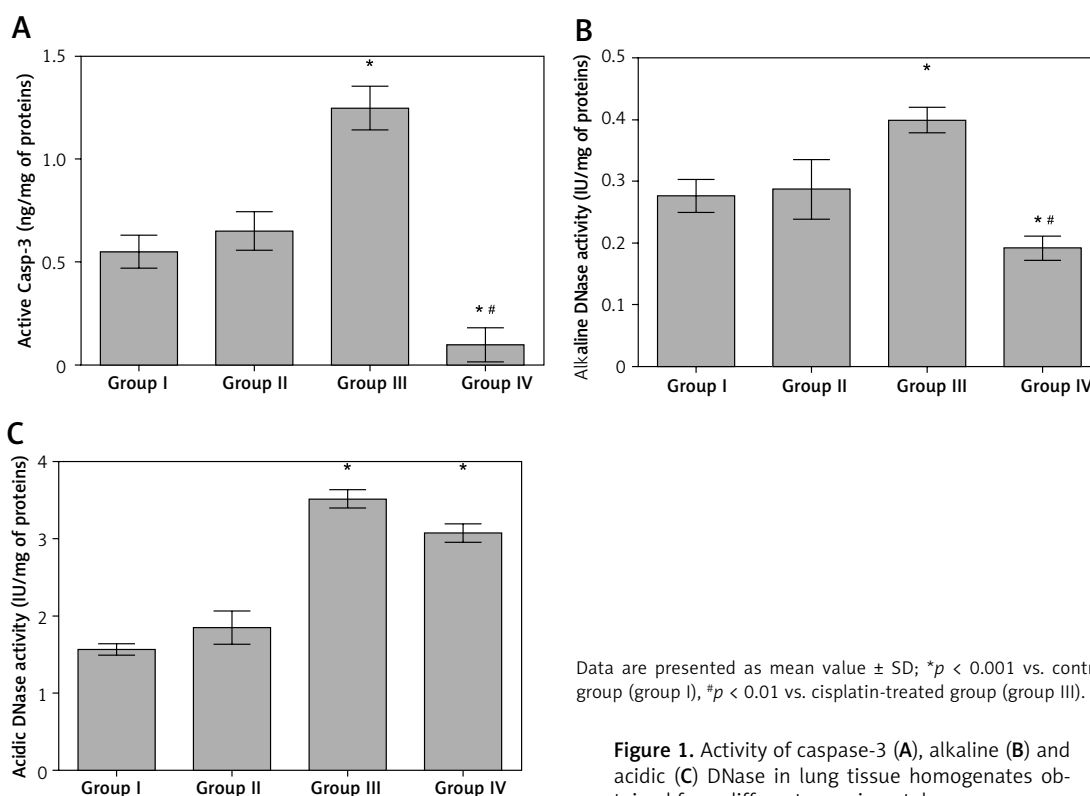 A
Active Casp-3 (ng/mg of proteins)
1.5
1.0
0.5
0
*
* #
Group I Group II Group III Group IV
B
Alkaline DNase activity (IU/mg of proteins)
0.5
0.4
0.3
0.2
0.1
0
*
* #
Group I Group II Group III Group IV
C
Acidic DNase activity (IU/mg of proteins)
4
3
2
1
0
* *
Group I Group II Group III Group IV
Data are presented as mean value ± SD; *p < 0.001 vs. contr
group (group I), #p < 0.01 vs. cisplatin-treated group (group III).
Figure 1. Activity of caspase-3 (A), alkaline (B) and
acidic (C) DNase in lung tissue homogenates ob-